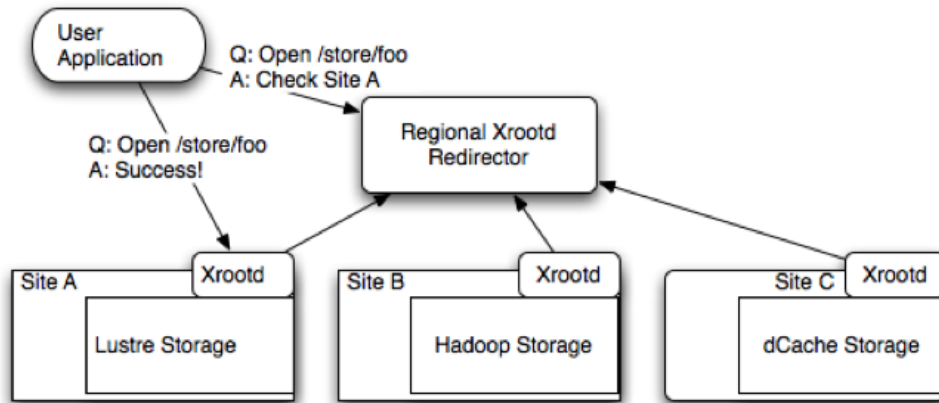 User
Application
Q: Open /store/foo
A: Check Site A
Regional Xrootd
Redirector
Q: Open /store/foo
A: Success!
Site A
Xrootd
Lustre Storage
Site B
Xrootd
Hadoop Storage
Site C
Xrootd
dCache Storage